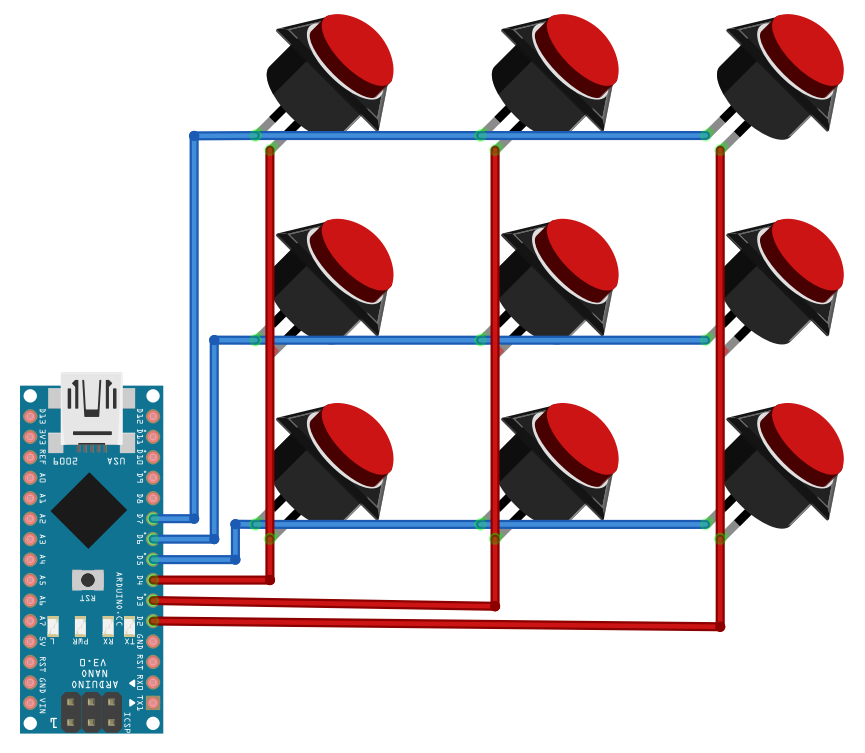 D13
3V3
REF
A0
A1
A2
A3
A4
A5
A6
A7
5V
RST
GND
VIN
D12
D11
D10
D9
D8
D7
D6
D5
D4
D3
D2
GND
RST
RX0
TX1
USA
2009
RST
ARDUINO.CC
TX
RX
PWR
L
ARDUINO
NANO
V3.0
ICSP
1